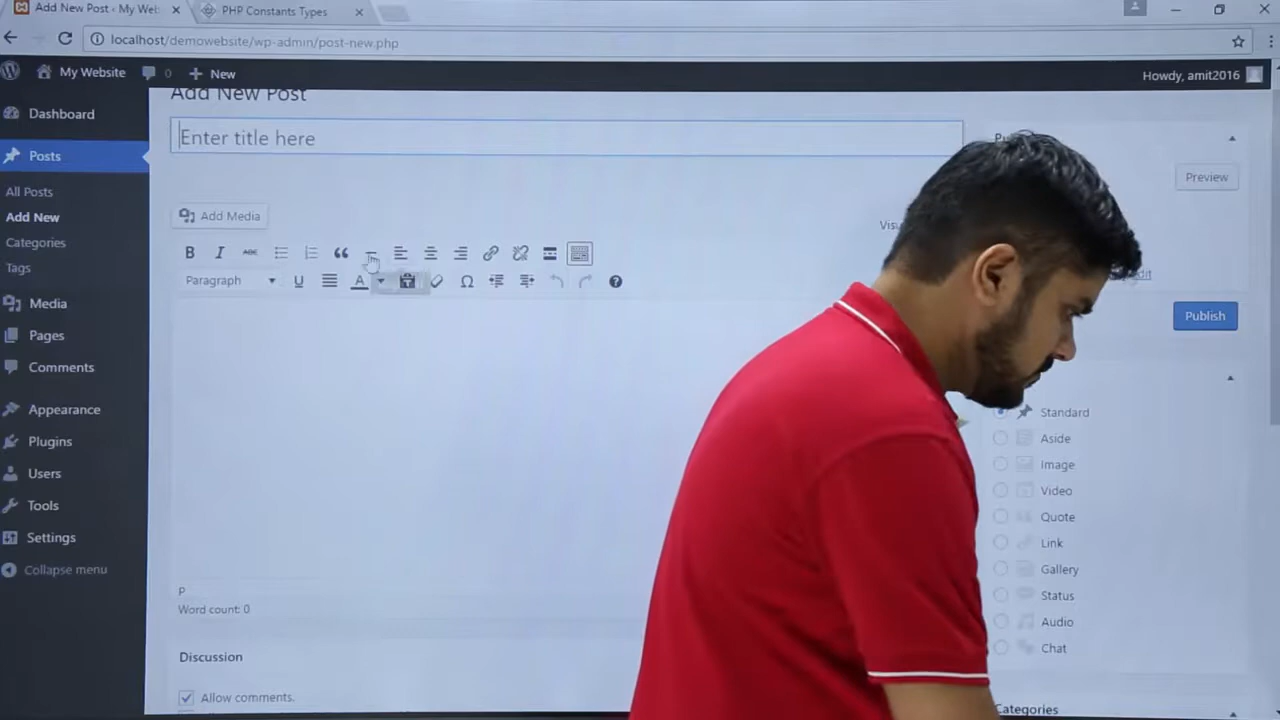 Add New Post - My Web
PHP Constants Types
localhost/demowebsite/wp-admin/post-new.php
My Website
0
New
Howdy, amit2016
Dashboard
Posts
All Posts
Add New
Categories
Tags
Media
Pages
Comments
Appearance
Plugins
Users
Tools
Settings
Collapse menu
Add New Post
Enter title here
Add Media
B I ABC
Paragraph
U A Ω
P
Word count: 0
Discussion
Allow comments.
Preview
Publish
Standard
Aside
Image
Video
Quote
Link
Gallery
Status
Audio
Chat
Categories